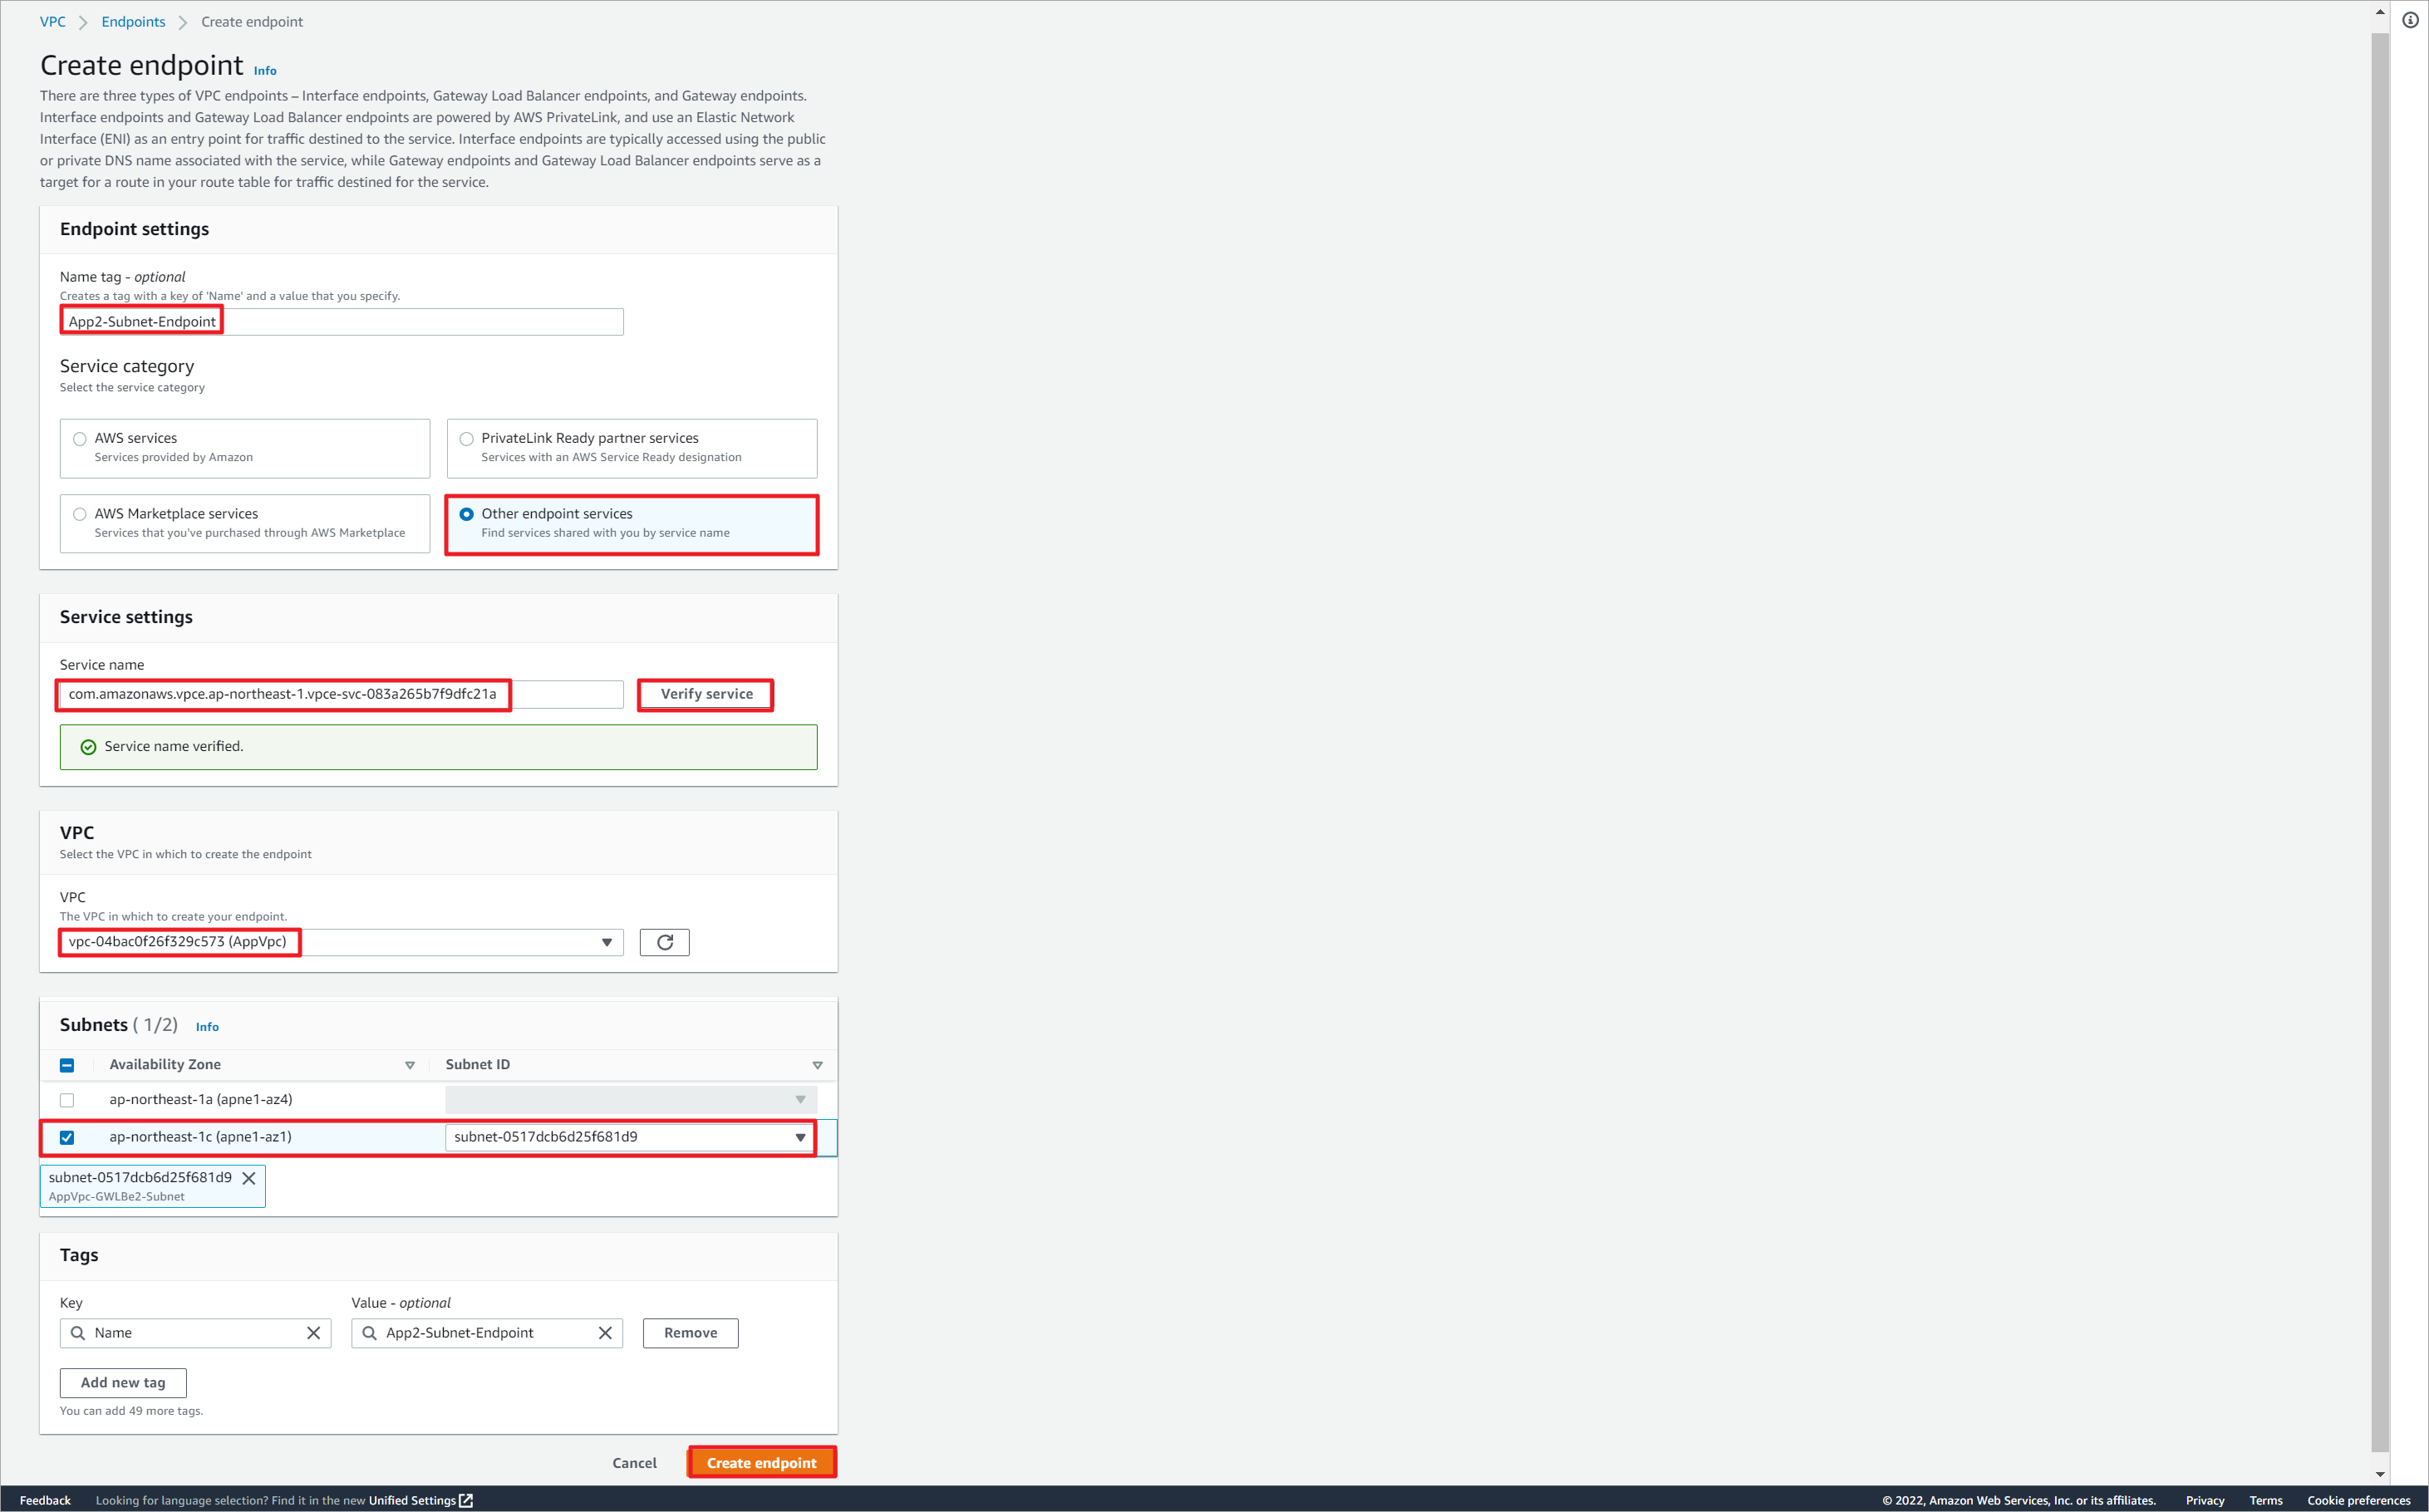 VPC > Endpoints > Create endpoint
Create endpoint Info
There are three types of VPC endpoints – Interface endpoints, Gateway Load Balancer endpoints, and Gateway endpoints.
Interface endpoints and Gateway Load Balancer endpoints are powered by AWS PrivateLink, and use an Elastic Network
Interface (ENI) as an entry point for traffic destined to the service. Interface endpoints are typically accessed using the public
or private DNS name associated with the service, while Gateway endpoints and Gateway Load Balancer endpoints serve as a
target for a route in your route table for traffic destined for the service.
Endpoint settings
Name tag - optional
Creates a tag with a key of 'Name' and a value that you specify.
App2-Subnet-Endpoint
Service category
Select the service category
AWS services
Services provided by Amazon
PrivateLink Ready partner services
Services with an AWS Service Ready designation
AWS Marketplace services
Services that you've purchased through AWS Marketplace
Other endpoint services
Find services shared with you by service name
Service settings
Service name
com.amazonaws.vpce.ap-northeast-1.vpce-svc-083a265b7f9dfc21a
Verify service
Service name verified.
VPC
Select the VPC in which to create the endpoint
VPC
The VPC in which to create your endpoint.
vpc-04bac0f26f329c573 (AppVpc)
Subnets ( 1/2) Info
Availability Zone Subnet ID
ap-northeast-1a (apne1-az4)
ap-northeast-1c (apne1-az1) subnet-0517dcb6d25f681d9
subnet-0517dcb6d25f681d9
AppVpc-GWLBe2-Subnet
Tags
Key Value - optional
Name App2-Subnet-Endpoint Remove
Add new tag
You can add 49 more tags.
Cancel Create endpoint
Feedback Looking for language selection? Find it in the new Unified Settings © 2022, Amazon Web Services, Inc. or its affiliates. Privacy Terms Cookie preferences